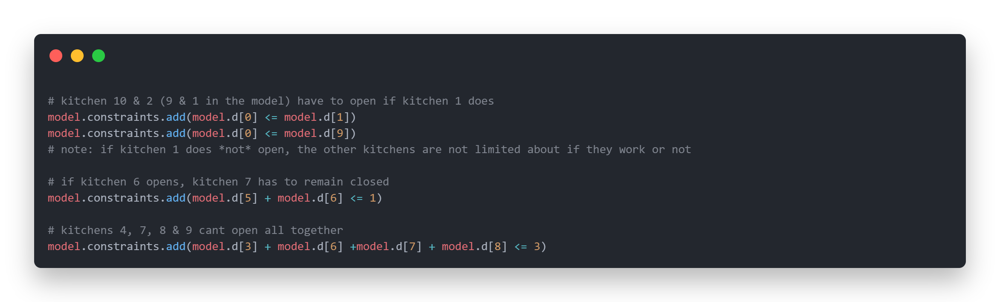 # kitchen 10 & 2 (9 & 1 in the model) have to open if kitchen 1 does
model.constraints.add(model.d[0] <= model.d[1])
model.constraints.add(model.d[0] <= model.d[9])
# note: if kitchen 1 does *not* open, the other kitchens are not limited about if they work or not
# if kitchen 6 opens, kitchen 7 has to remain closed
model.constraints.add(model.d[5] + model.d[6] <= 1)
# kitchens 4, 7, 8 & 9 cant open all together
model.constraints.add(model.d[3] + model.d[6] +model.d[7] + model.d[8] <= 3)